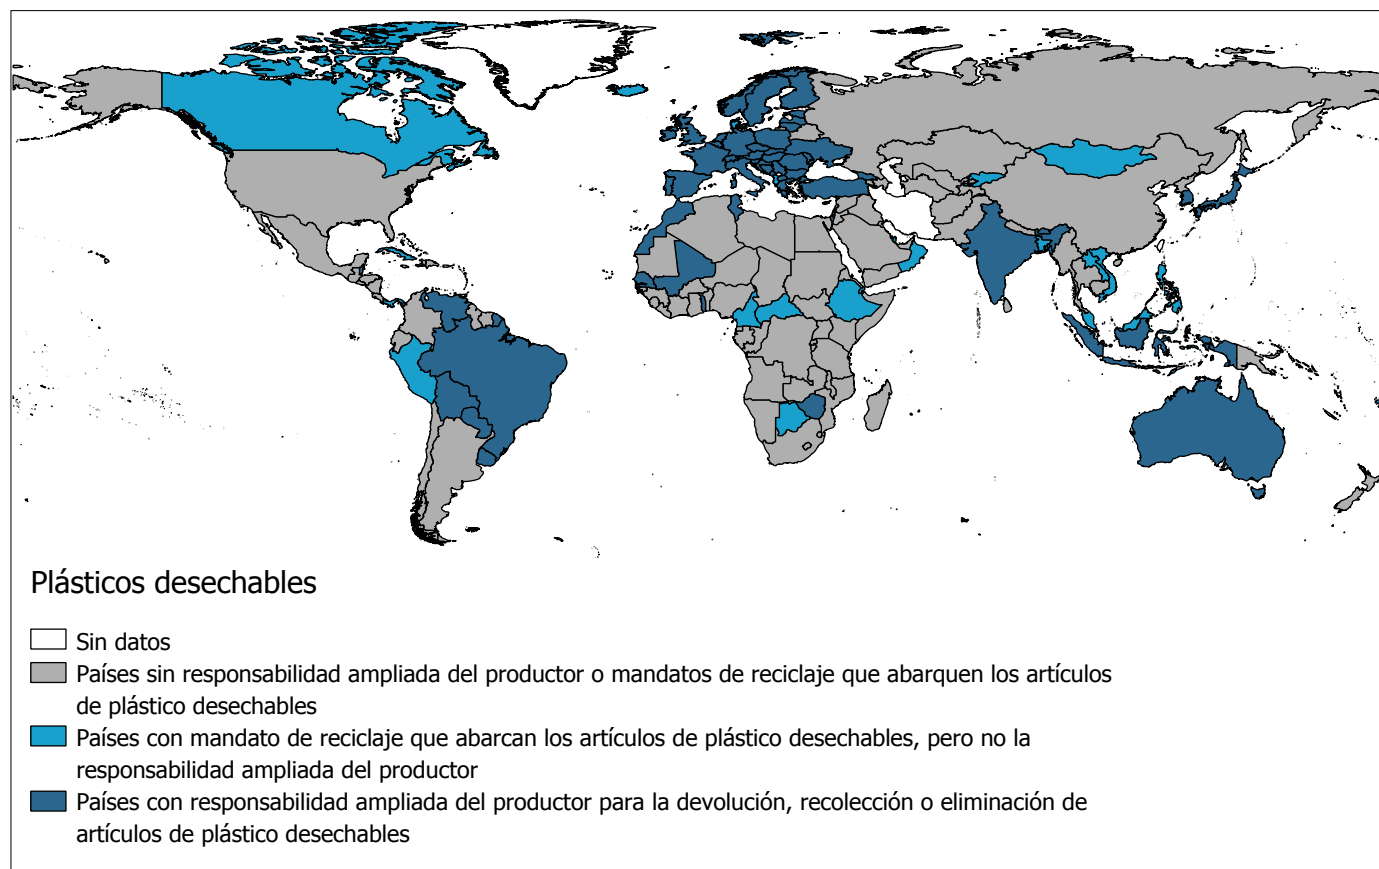 Plásticos desechables
Sin datos
Países sin responsabilidad ampliada del productor o mandatos de reciclaje que abarquen los artículos
de plástico desechables
Países con mandato de reciclaje que abarcan los artículos de plástico desechables, pero no la
responsabilidad ampliada del productor
Países con responsabilidad ampliada del productor para la devolución, recolección o eliminación de
artículos de plástico desechables